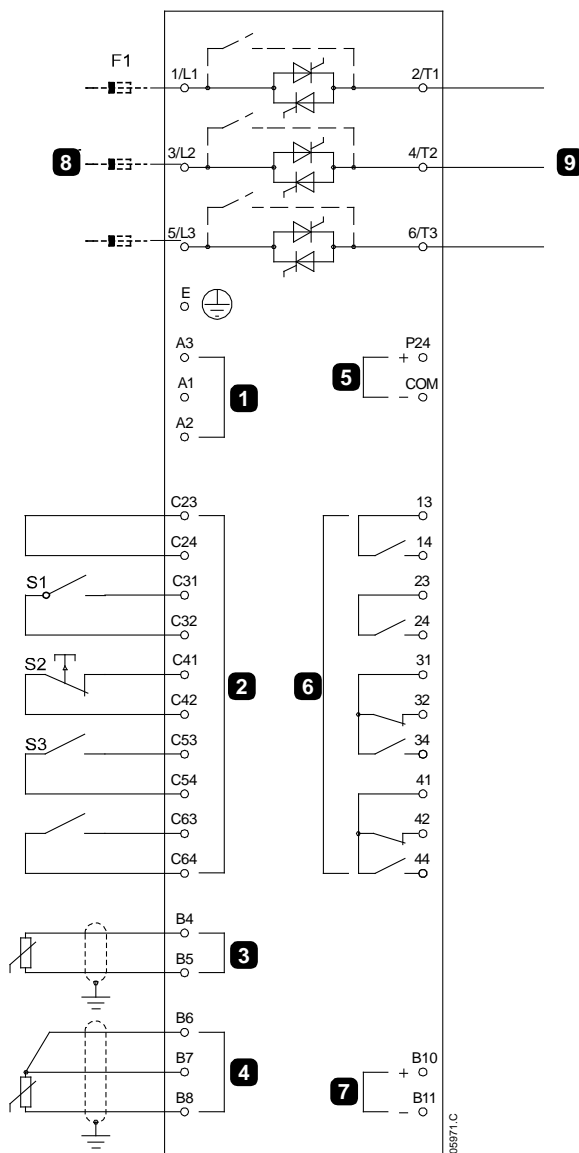 F1
1/L1
2/T1
8
3/L2
4/T2
9
5/L3
6/T3
E
A3
P24
+
1
5
A1
COM
-
A2
C23
13
C24
14
S1
C31
23
C32
24
S2
C41
31
2
6
C42
32
S3
C53
34
C54
41
C63
42
C64
44
B4
3
B5
B6
B7
4
7
B10
+
B8
B11
-
05971.C